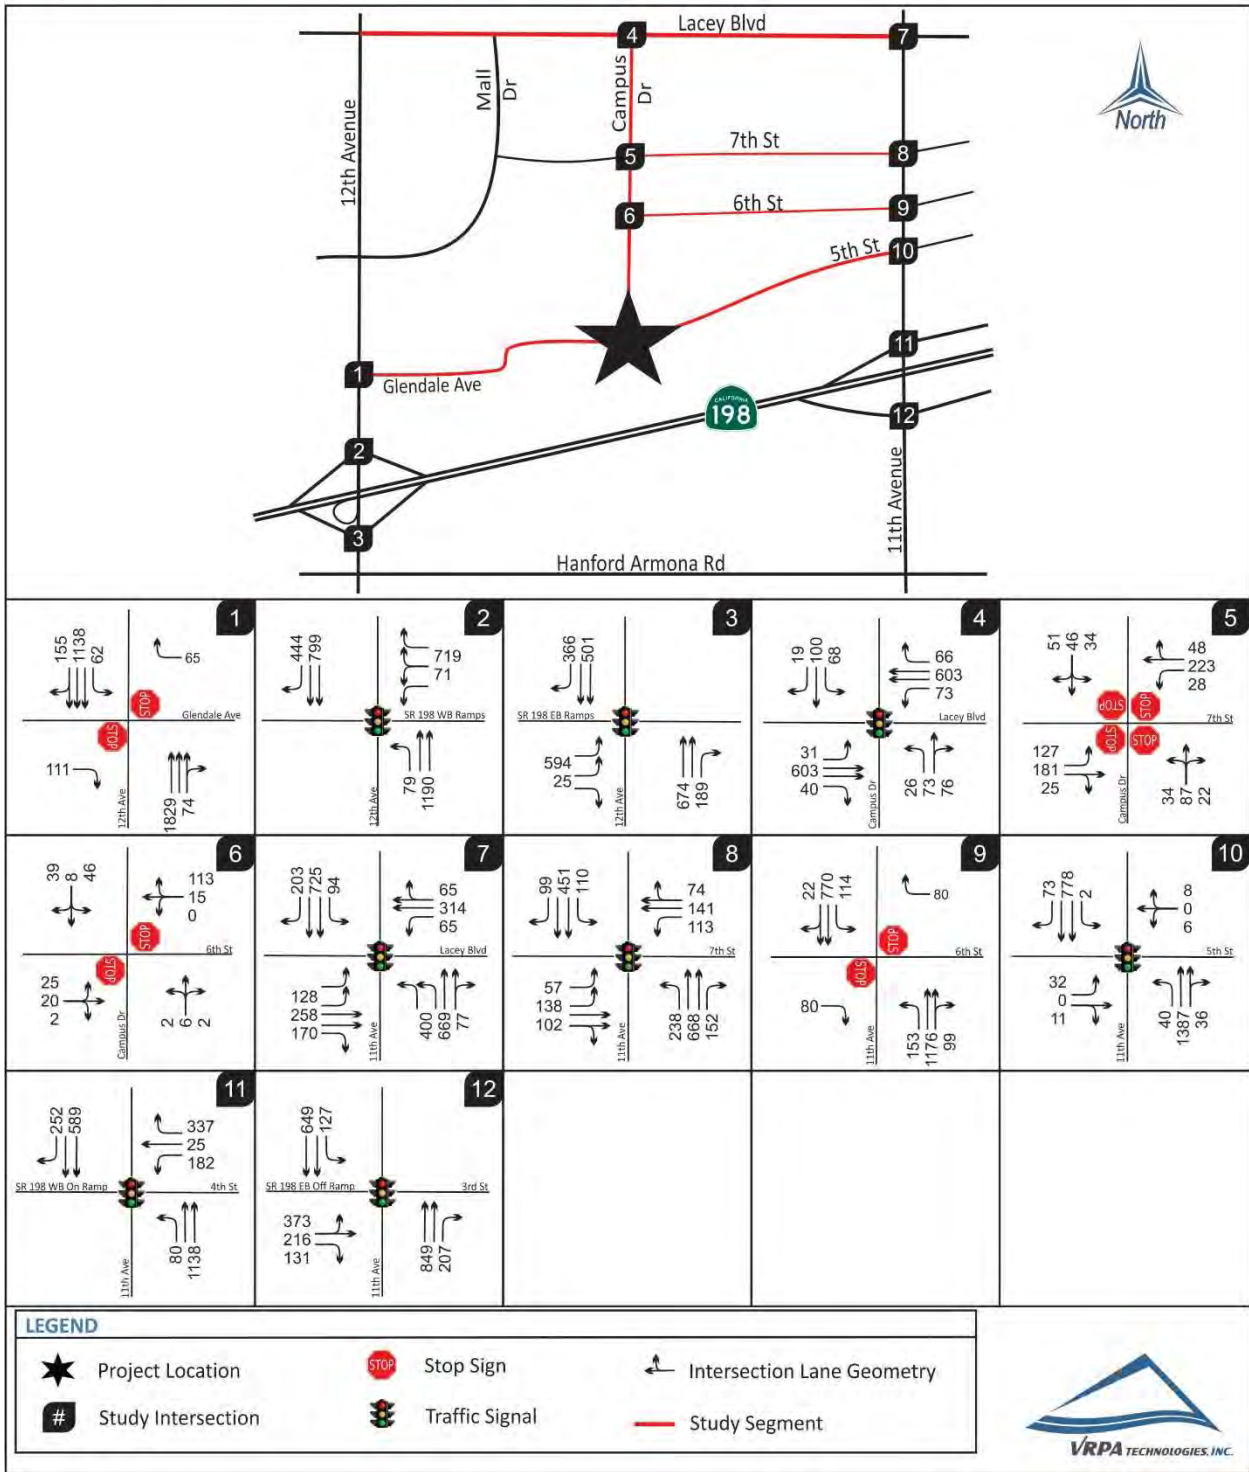 Lacey Blvd
4
7
North
12th Avenue
Mall Dr
Campus Dr
5
7th St
8
6
6th St
9
5th St
10
1
Glendale Ave
11
CALIFORNIA
198
12
2
3
11th Avenue
Hanford Armona Rd
1
155 1138 62
65
STOP
Glendale Ave
STOP
111
12th Ave
1829 74
2
444 799
719
71
SR 198 WB Ramps
12th Ave
79 1190
3
366 501
SR 198 EB Ramps
594
25
12th Ave
674 189
4
19 100 68
66
603
73
Lacey Blvd
31
603
40
Campus Dr
26 73 76
5
51 46 34
48
223
28
STOP STOP
7th St
STOP STOP
127
181
25
Campus Dr
34 87 22
6
39 8 46
113
15
0
STOP
6th St
STOP
25
20
2
Campus Dr
2 6 2
7
203 725 94
65
314
65
Lacey Blvd
128
258
170
11th Ave
400 669 77
8
99 451 110
74
141
113
7th St
57
138
102
11th Ave
238 668 152
9
22 770 114
80
STOP
6th St
STOP
80
11th Ave
153 1176 99
10
73 778 2
8
0
6
5th St
32
0
11
11th Ave
40 1387 36
11
252 589
337
25
182
SR 198 WB On Ramp
4th St
11th Ave
80 1138
12
649 127
SR 198 EB Off Ramp
3rd St
373
216
131
11th Ave
849 207
LEGEND
Project Location
STOP Stop Sign
Intersection Lane Geometry
# Study Intersection
Traffic Signal
Study Segment
VRPA TECHNOLOGIES, INC.